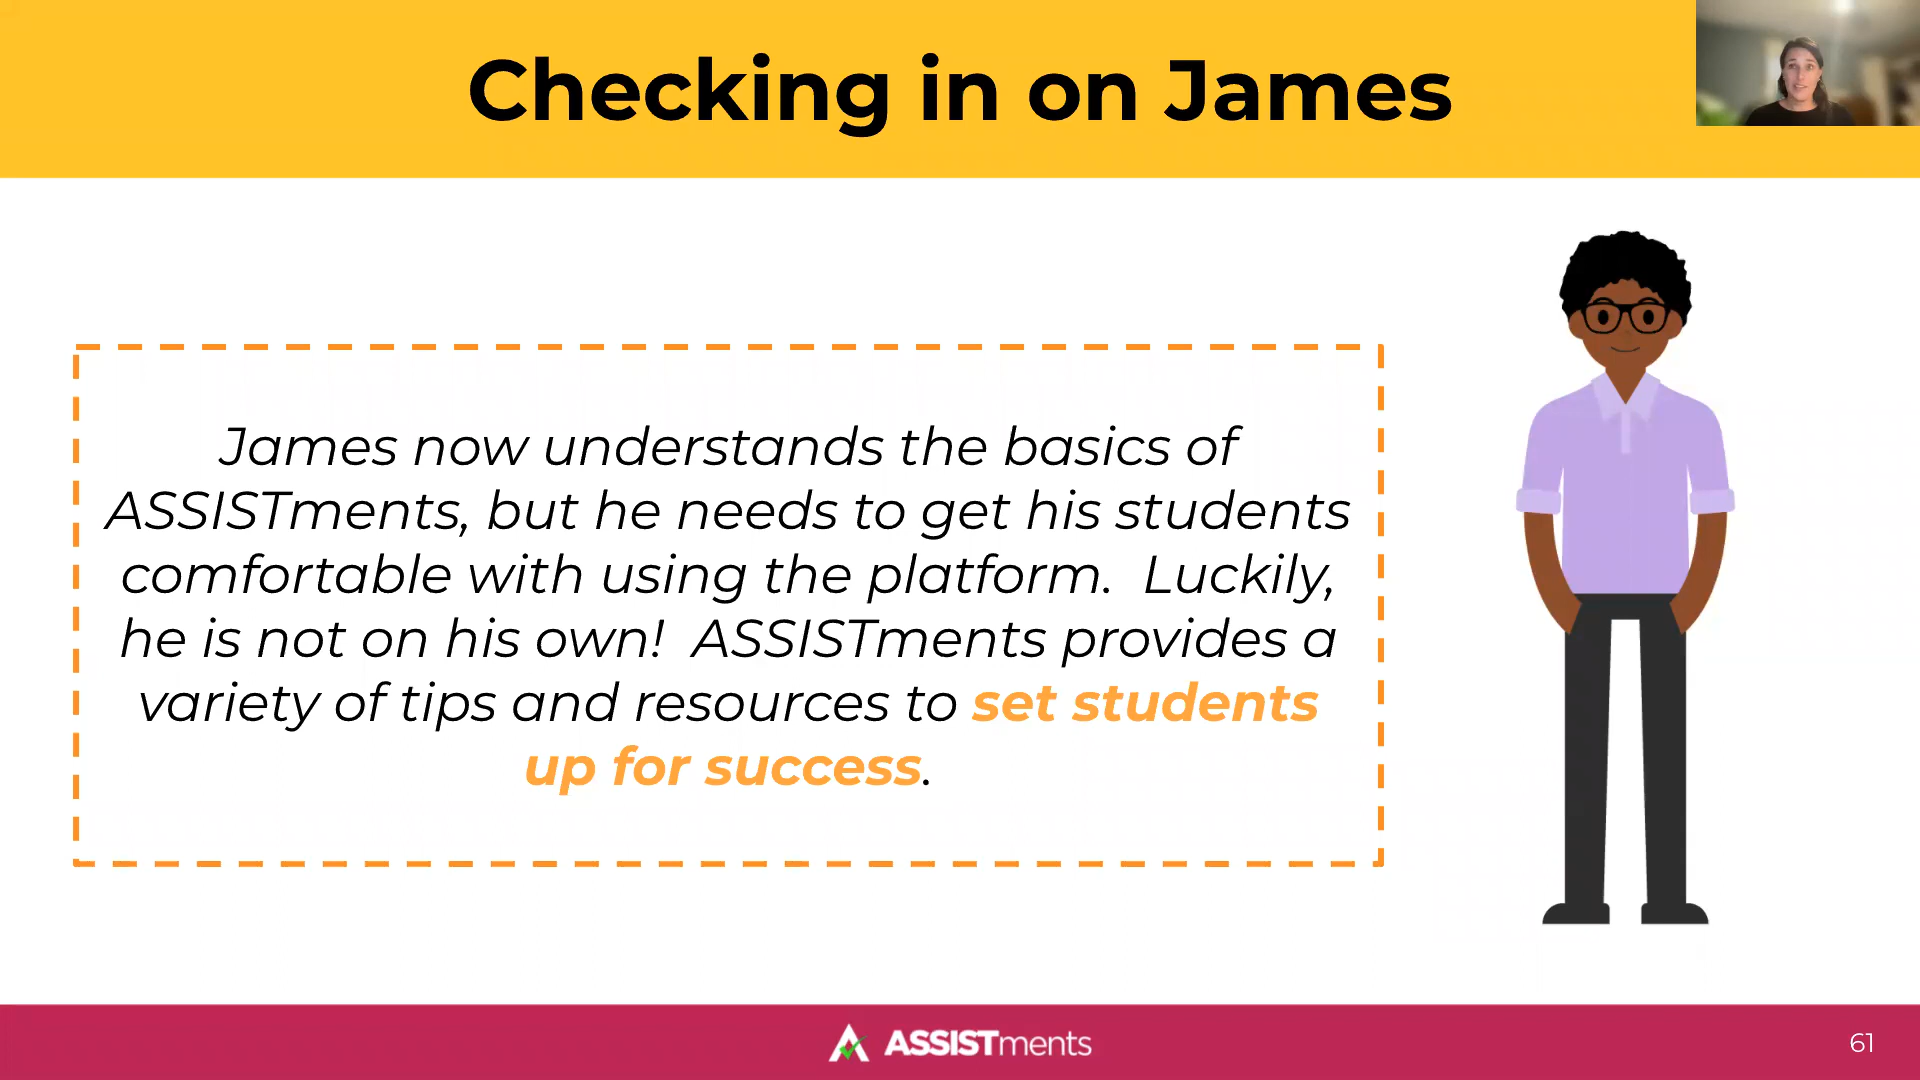 Checking in on James
James now understands the basics of
ASSISTments, but he needs to get his students
comfortable with using the platform.  Luckily,
he is not on his own!  ASSISTments provides a
variety of tips and resources to set students
up for success.
ASSISTments
61